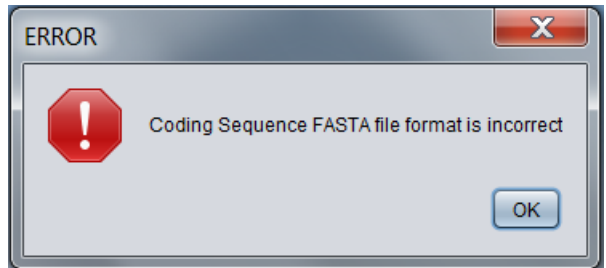 ERROR
X
Coding Sequence FASTA file format is incorrect
OK